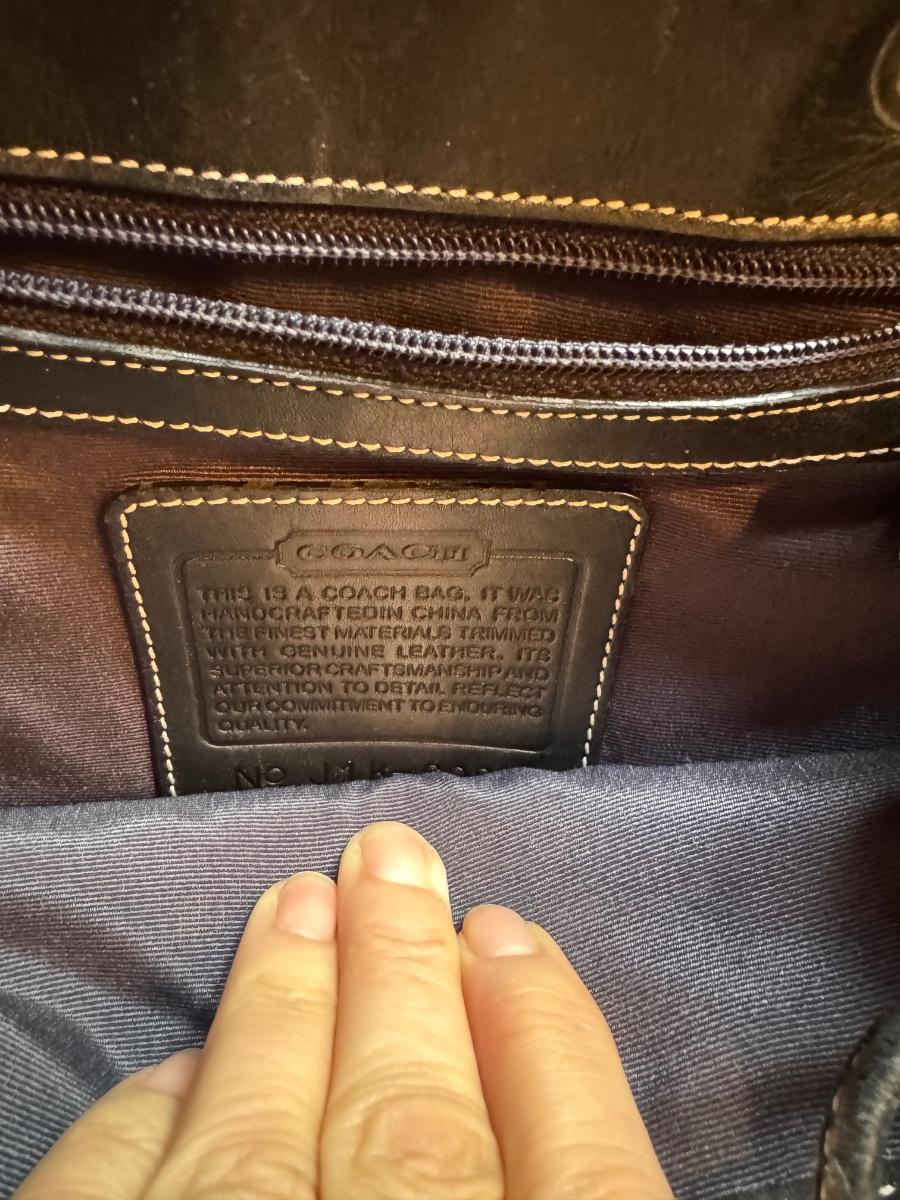 COACH
THIS IS A COACH BAG. IT WAS
HANDCRAFTEDIN CHINA FROM
THE FINEST MATERIALS TRIMMED
WITH GENUINE LEATHER. ITS
SUPERIOR CRAFTSMANSHIP AND
ATTENTION TO DETAIL REFLECT
OUR COMMITMENT TO ENDURING
QUALITY.
Nº